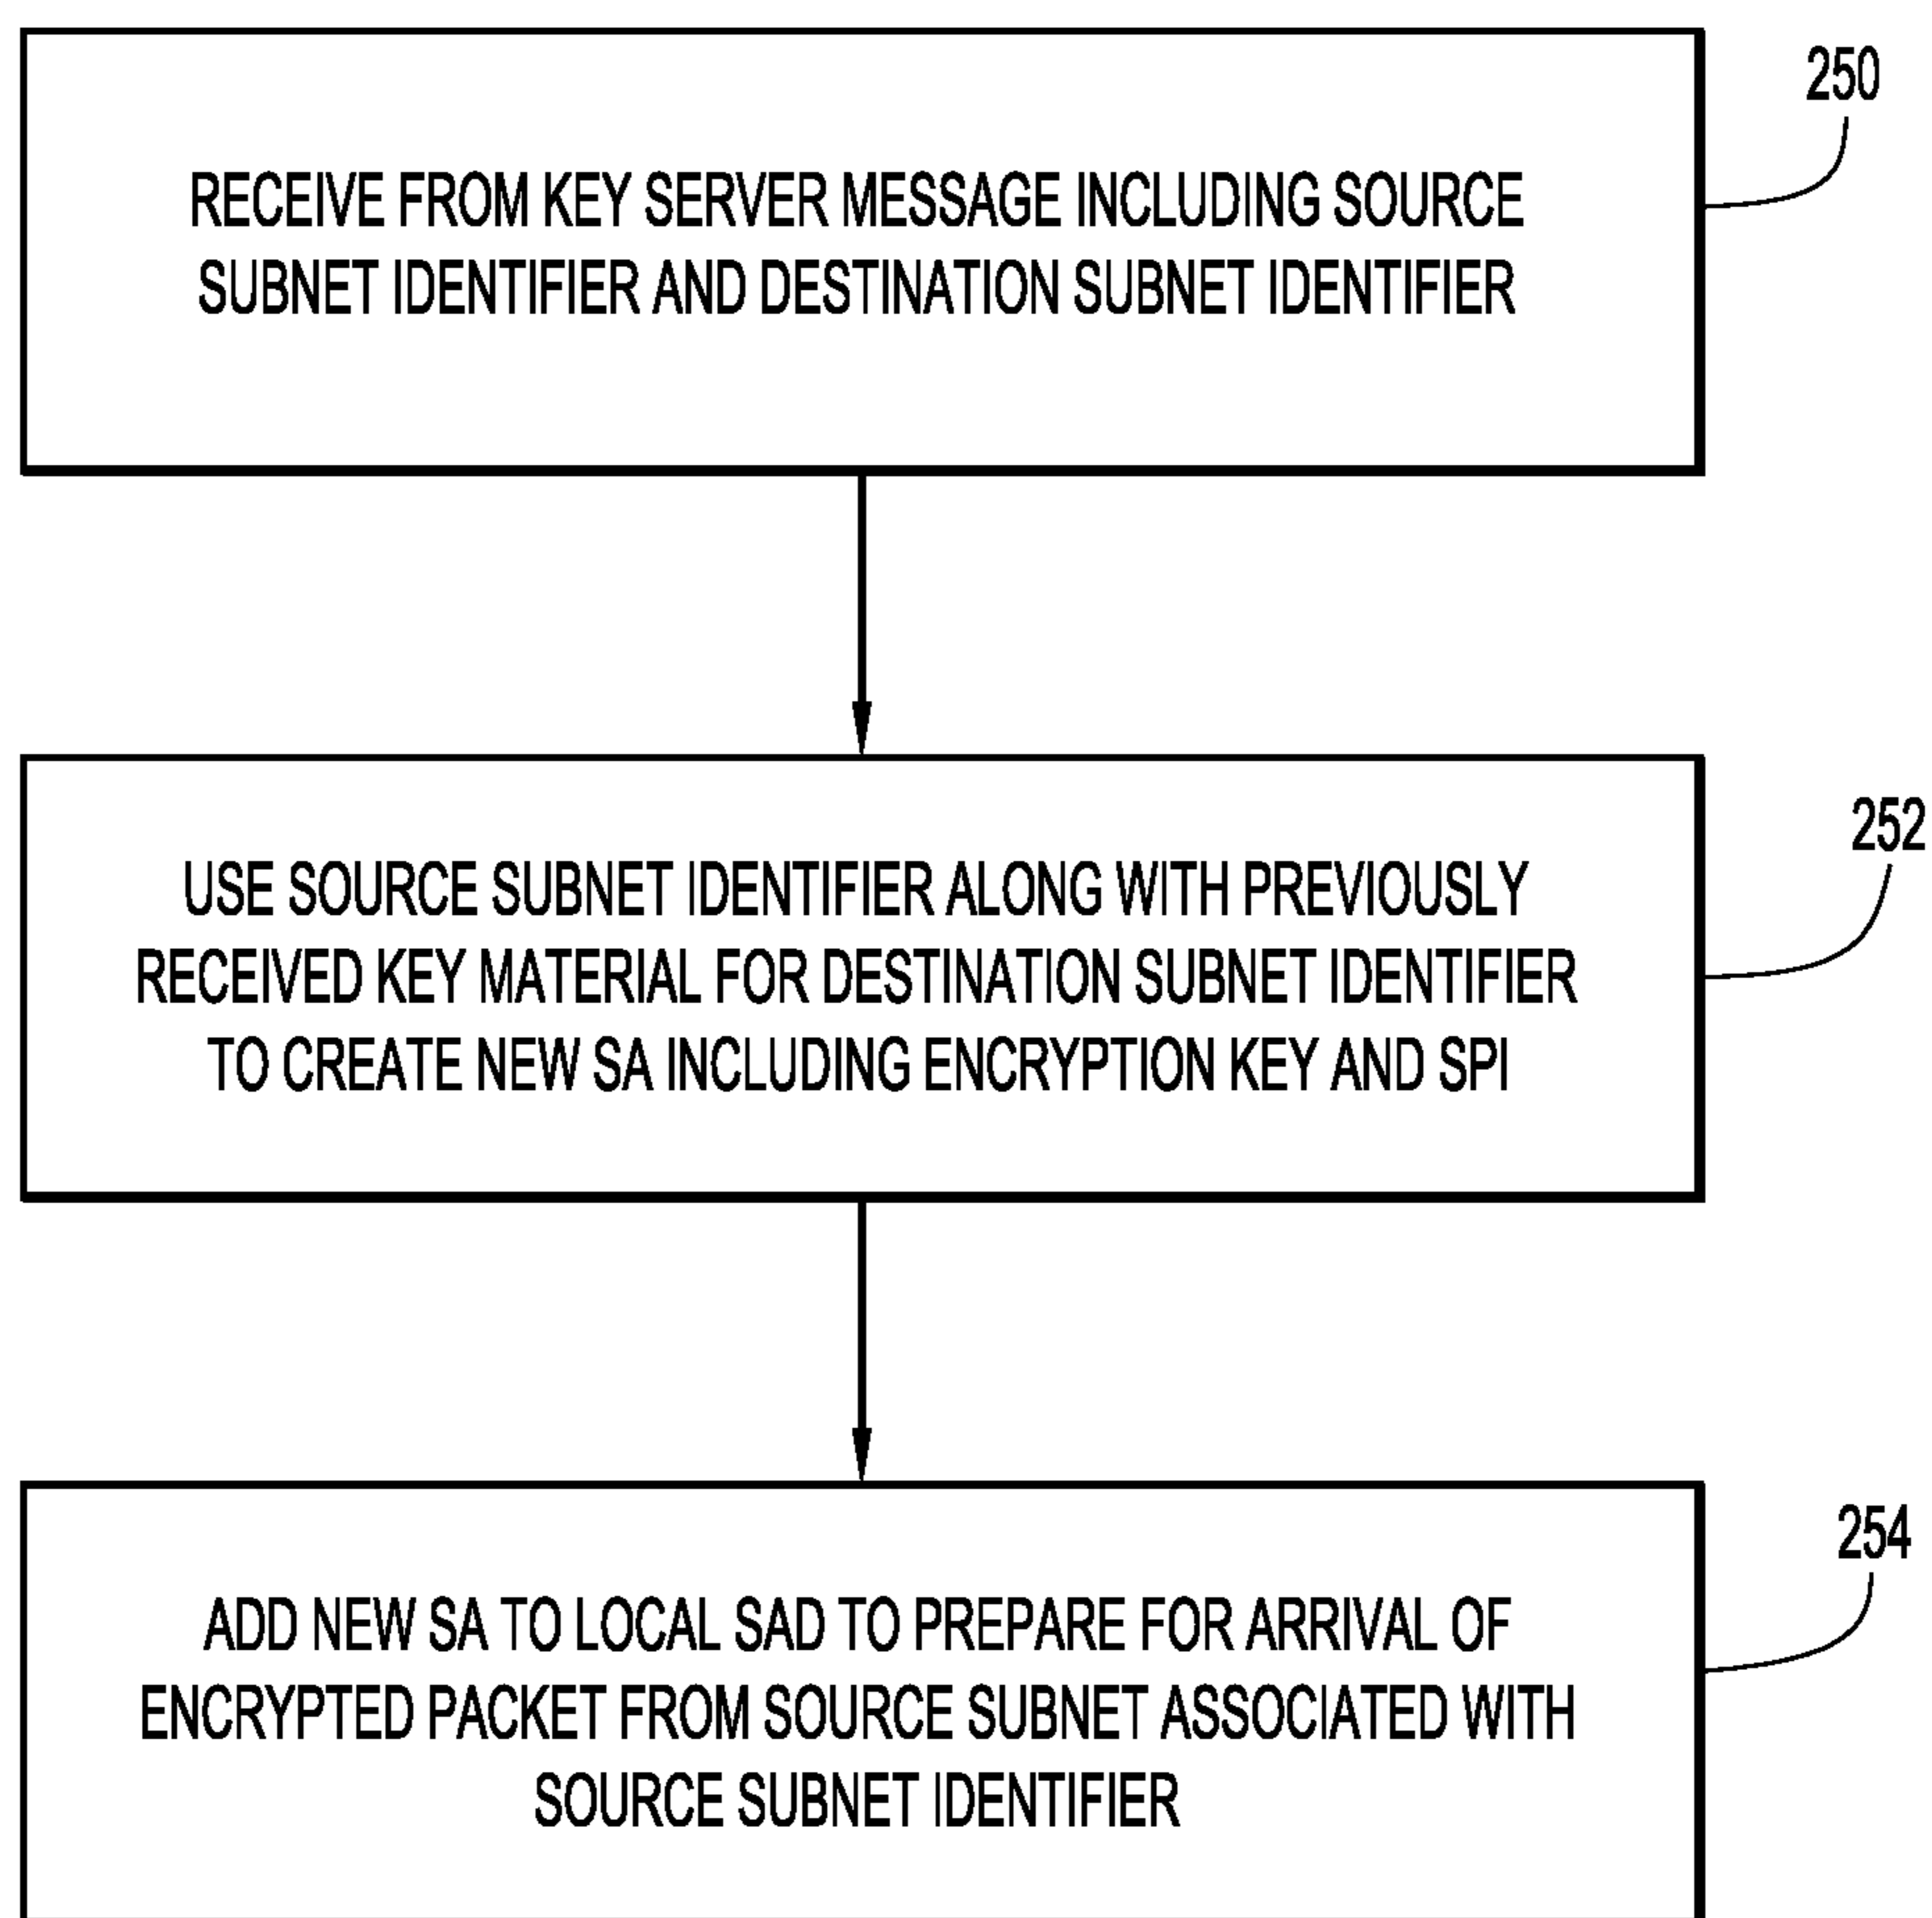 250
RECEIVE FROM KEY SERVER MESSAGE INCLUDING SOURCE
SUBNET IDENTIFIER AND DESTINATION SUBNET IDENTIFIER
252
USE SOURCE SUBNET IDENTIFIER ALONG WITH PREVIOUSLY
RECEIVED KEY MATERIAL FOR DESTINATION SUBNET IDENTIFIER
TO CREATE NEW SA INCLUDING ENCRYPTION KEY AND SPI
254
ADD NEW SA TO LOCAL SAD TO PREPARE FOR ARRIVAL OF
ENCRYPTED PACKET FROM SOURCE SUBNET ASSOCIATED WITH
SOURCE SUBNET IDENTIFIER